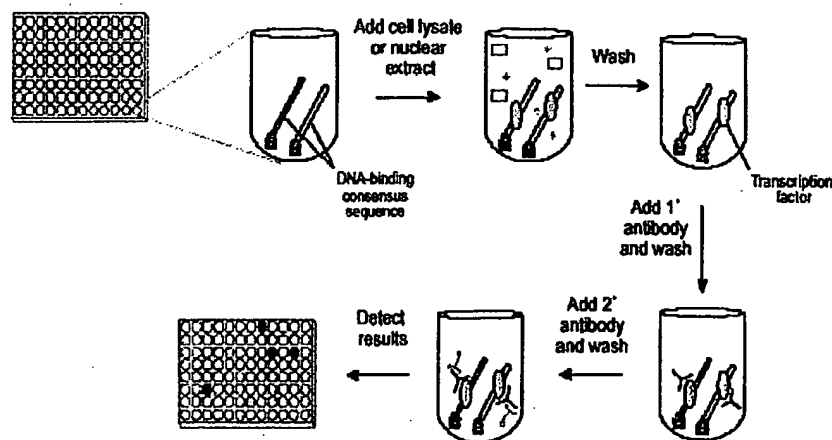 Add cell lysate
or nuclear
extract
Wash
DNA-binding
consensus
sequence
Transcription
factor
Add 1°
antibody
and wash
Add 2°
antibody
and wash
Detect
results